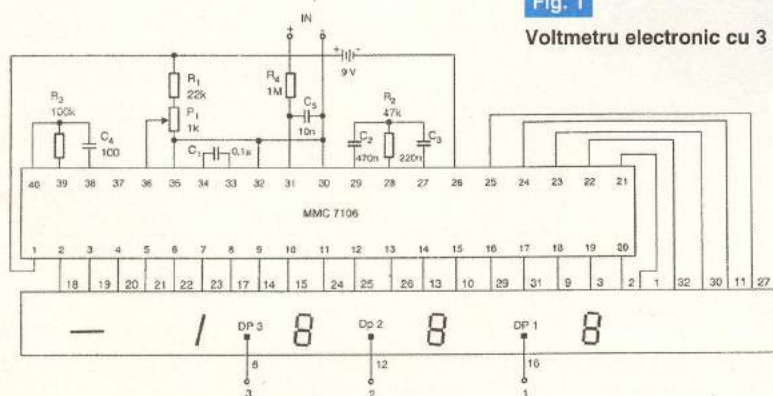 Fig. 1
Voltmetru electronic cu 3
IN
+ -
+ -
9 V
R3
100k
C4
100
R1
22k
P1
1k
C1 0,1µ
R4
1M
C5
10n
R2
47k
C2
470n
C3
220n
40 39 38 37 36 35 34 33 32 31 30 29 28 27 26 25 24 23 22 21
MMC 7106
1 2 3 4 5 6 7 8 9 10 11 12 13 14 15 16 17 18 19 20
18 19 20 21 22 23 17 14 15 24 25 26 13 10 29 31 9 3 2 1 32 30 11 27
DP 3 8 Dp 2 8 DP 1 8
6 12 16
3 2 1